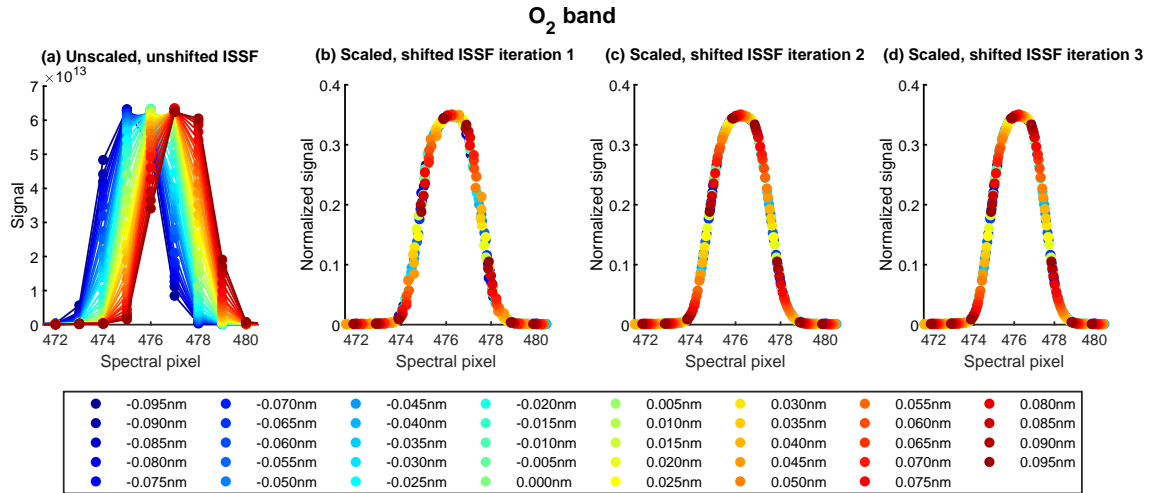 O2 band
(a) Unscaled, unshifted ISSF
(b) Scaled, shifted ISSF iteration 1
(c) Scaled, shifted ISSF iteration 2
(d) Scaled, shifted ISSF iteration 3
×10^13
7
6
5
4
3
2
1
0
Signal
472 474 476 478 480
Spectral pixel
0.4
0.3
0.2
0.1
0
Normalized signal
472 474 476 478 480
Spectral pixel
0.4
0.3
0.2
0.1
0
Normalized signal
472 474 476 478 480
Spectral pixel
0.4
0.3
0.2
0.1
0
Normalized signal
472 474 476 478 480
Spectral pixel
-0.095nm -0.070nm -0.045nm -0.020nm 0.005nm 0.030nm 0.055nm 0.080nm
-0.090nm -0.065nm -0.040nm -0.015nm 0.010nm 0.035nm 0.060nm 0.085nm
-0.085nm -0.060nm -0.035nm -0.010nm 0.015nm 0.040nm 0.065nm 0.090nm
-0.080nm -0.055nm -0.030nm -0.005nm 0.020nm 0.045nm 0.070nm 0.095nm
-0.075nm -0.050nm -0.025nm 0.000nm 0.025nm 0.050nm 0.075nm